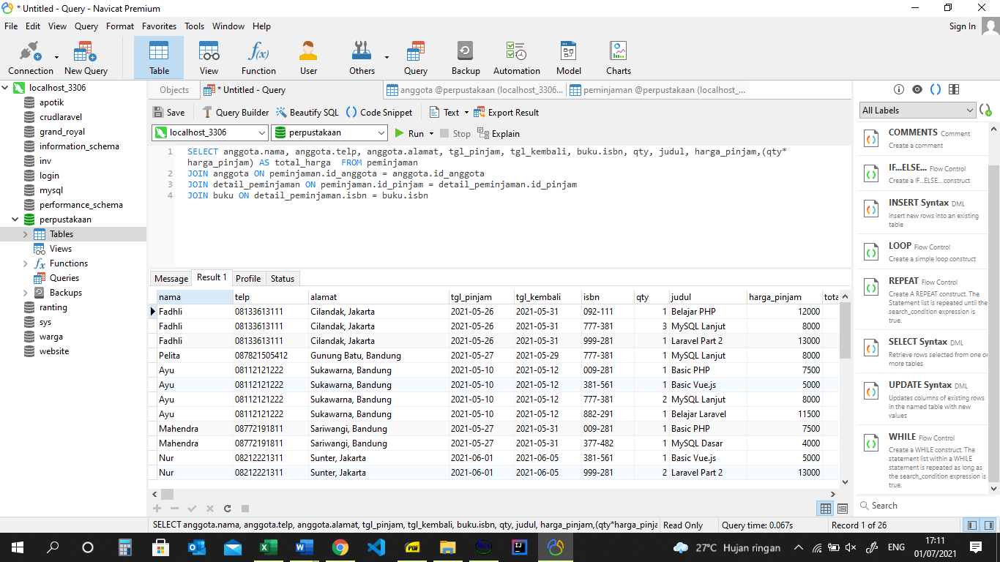 * Untitled - Query - Navicat Premium
File Edit View Query Format Favorites Tools Window Help
Sign In
Connection New Query Table View Function User Others Query Backup Automation Model Charts
localhost_3306
apotik
crudlaravel
grand_royal
information_schema
inv
login
mysql
performance_schema
perpustakaan
Tables
Views
Functions
Queries
Backups
ranting
sys
warga
website
Objects * Untitled - Query anggota @perpustakaan (localhost_3306... peminjaman @perpustakaan (localhost_...
Save Query Builder Beautify SQL Code Snippet Text Export Result
localhost_3306 perpustakaan Run Stop Explain
1 SELECT anggota.nama, anggota.telp, anggota.alamat, tgl_pinjam, tgl_kembali, buku.isbn, qty, judul, harga_pinjam,(qty*
harga_pinjam) AS total_harga FROM peminjaman
2 JOIN anggota ON peminjaman.id_anggota = anggota.id_anggota
3 JOIN detail_peminjaman ON peminjaman.id_pinjam = detail_peminjaman.id_pinjam
4 JOIN buku ON detail_peminjaman.isbn = buku.isbn
Message Result 1 Profile Status
nama telp alamat tgl_pinjam tgl_kembali isbn qty judul harga_pinjam tota
Fadhli 08133613111 Cilandak, Jakarta 2021-05-26 2021-05-31 092-111 1 Belajar PHP 12000
Fadhli 08133613111 Cilandak, Jakarta 2021-05-26 2021-05-31 777-381 3 MySQL Lanjut 8000
Fadhli 08133613111 Cilandak, Jakarta 2021-05-26 2021-05-31 999-281 1 Laravel Part 2 13000
Pelita 087821505412 Gunung Batu, Bandung 2021-05-27 2021-05-29 777-381 1 MySQL Lanjut 8000
Ayu 08112121222 Sukawarna, Bandung 2021-05-10 2021-05-12 009-281 1 Basic PHP 7500
Ayu 08112121222 Sukawarna, Bandung 2021-05-10 2021-05-12 381-561 1 Basic Vue.js 5000
Ayu 08112121222 Sukawarna, Bandung 2021-05-10 2021-05-12 777-381 2 MySQL Lanjut 8000
Ayu 08112121222 Sukawarna, Bandung 2021-05-10 2021-05-12 882-291 1 Belajar Laravel 11500
Mahendra 08772191811 Sariwangi, Bandung 2021-05-27 2021-05-31 009-281 1 Basic PHP 7500
Mahendra 08772191811 Sariwangi, Bandung 2021-05-27 2021-05-31 377-482 1 MySQL Dasar 4000
Nur 08212221311 Sunter, Jakarta 2021-06-01 2021-06-05 381-561 1 Basic Vue.js 5000
Nur 08212221311 Sunter, Jakarta 2021-06-01 2021-06-05 999-281 2 Laravel Part 2 13000
All Labels
COMMENTS Comment
Create a comment
IF...ELSE... Flow Control
Create a IF...ELSE... construct
INSERT Syntax DML
Insert new rows into an existing
table
LOOP Flow Control
Create a simple loop construct
REPEAT Flow Control
Create A REPEAT construct. The
Statement list is repeated until the
search_condition expression is
true.
SELECT Syntax DML
Retrieve rows selected from one or
more tables
UPDATE Syntax DML
Updates columns of existing rows
in the named table with new
values
WHILE Flow Control
Create a WHILE construct. The
statement list within a WHILE
statement is repeated as long as
the search_condition expression is
true.
Search
SELECT anggota.nama, anggota.telp, anggota.alamat, tgl_pinjam, tgl_kembali, buku.isbn, qty, judul, harga_pinjam,(qty*harga_pinja Read Only Query time: 0.067s Record 1 of 26
27°C Hujan ringan ENG 17:11
01/07/2021